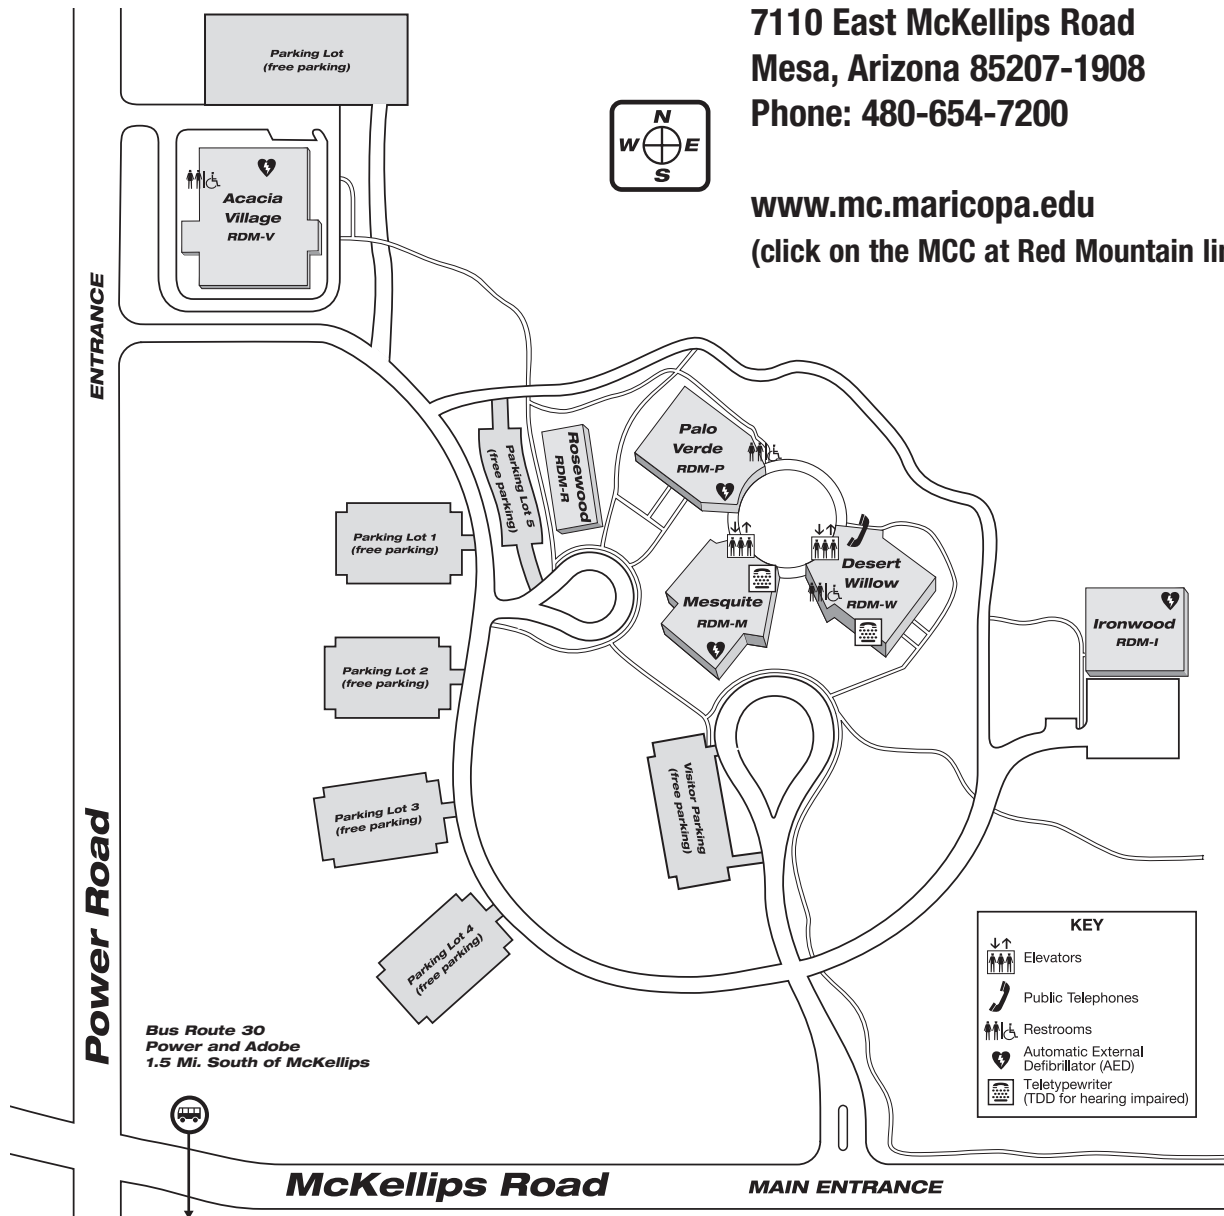 7110 East McKellips Road
Mesa, Arizona 85207-1908
Phone: 480-654-7200
www.mc.maricopa.edu
(click on the MCC at Red Mountain lin
N
W E
S
Parking Lot
(free parking)
Acacia
Village
RDM-V
ENTRANCE
Palo
Verde
RDM-P
Rosewood
RDM-R
Parking Lot 5
(free parking)
Parking Lot 1
(free parking)
Desert
Willow
RDM-W
Mesquite
RDM-M
Ironwood
RDM-I
Parking Lot 2
(free parking)
Visitor Parking
(free parking)
Parking Lot 3
(free parking)
Parking Lot 4
(free parking)
Power Road
KEY
Elevators
Public Telephones
Restrooms
Automatic External
Defibrillator (AED)
Teletypewriter
(TDD for hearing impaired)
Bus Route 30
Power and Adobe
1.5 Mi. South of McKellips
McKellips Road
MAIN ENTRANCE